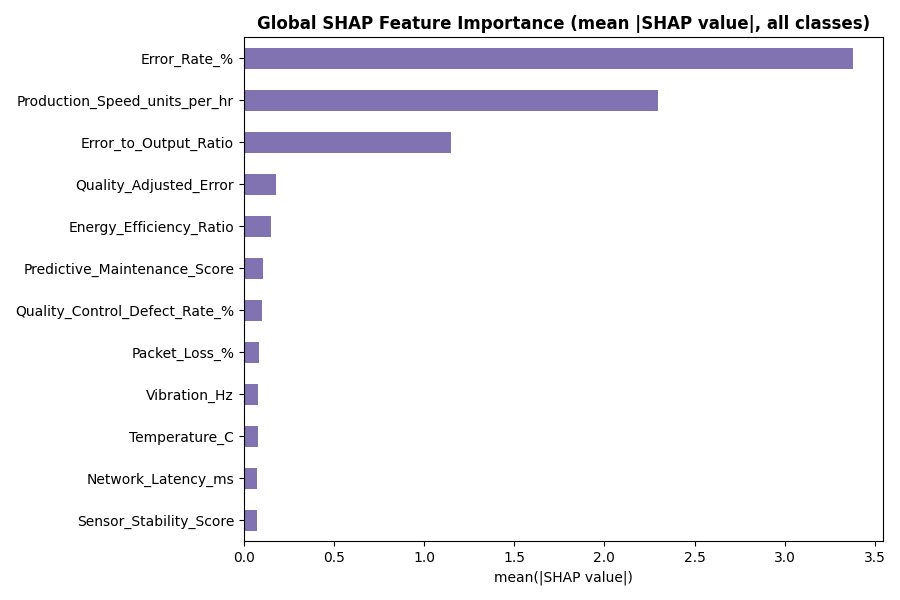 Global SHAP Feature Importance (mean |SHAP value|, all classes)
Error_Rate_%
Production_Speed_units_per_hr
Error_to_Output_Ratio
Quality_Adjusted_Error
Energy_Efficiency_Ratio
Predictive_Maintenance_Score
Quality_Control_Defect_Rate_%
Packet_Loss_%
Vibration_Hz
Temperature_C
Network_Latency_ms
Sensor_Stability_Score
0.0 0.5 1.0 1.5 2.0 2.5 3.0 3.5
mean(|SHAP value|)